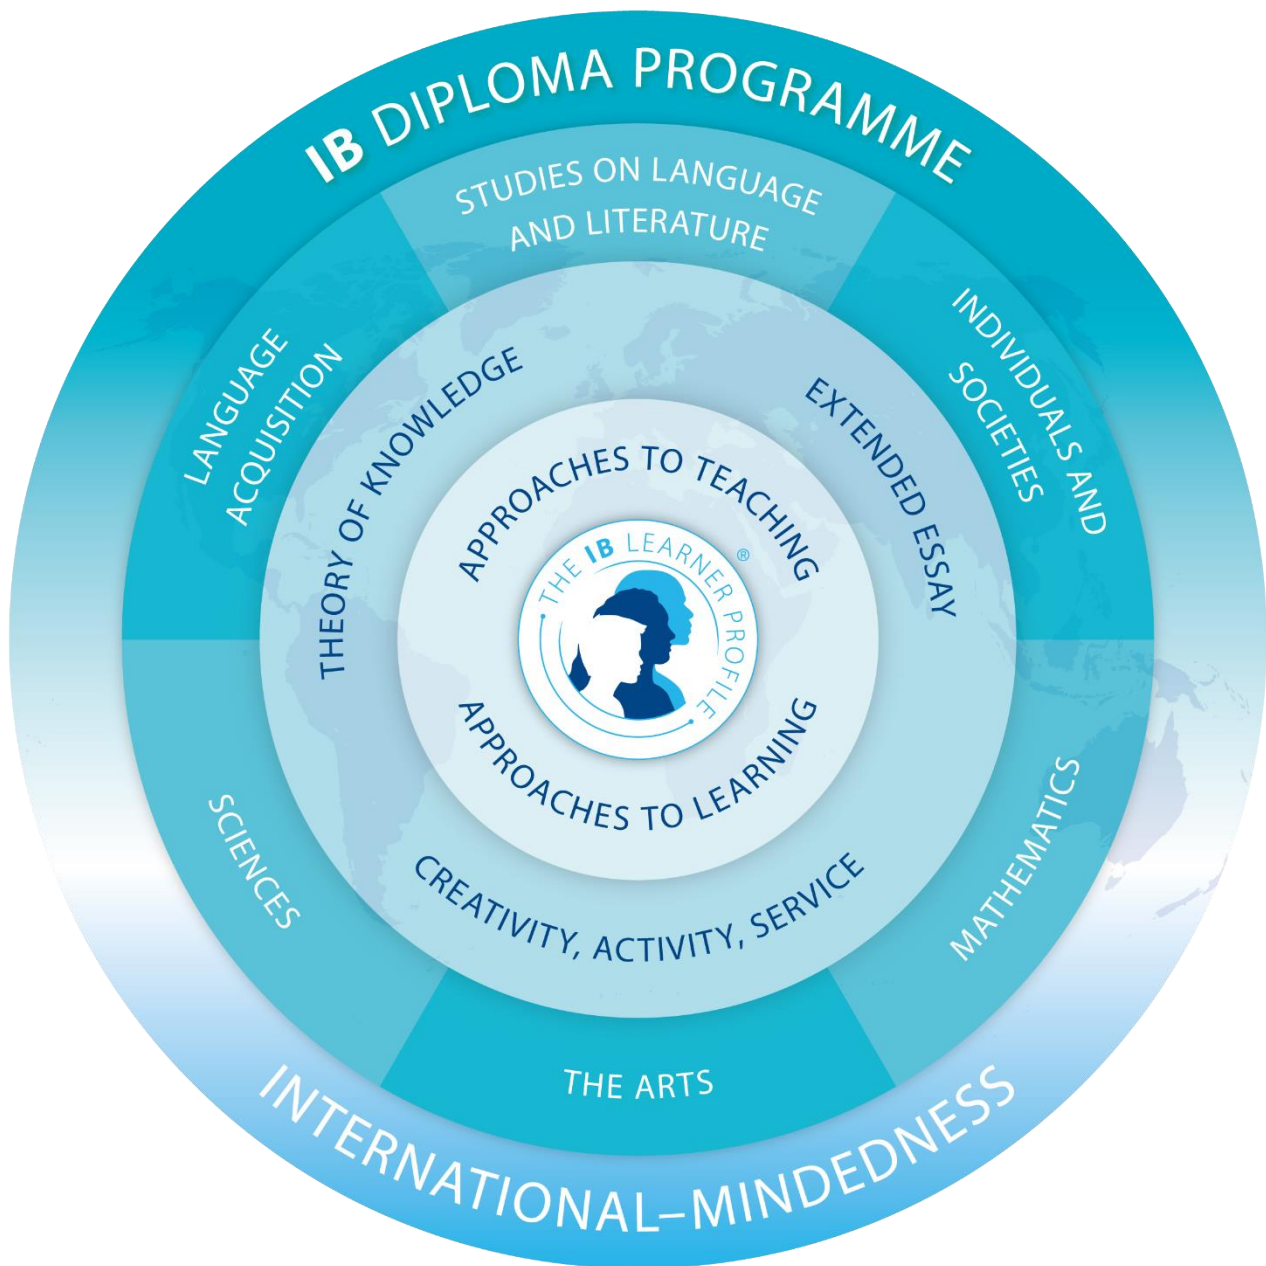 IB DIPLOMA PROGRAMME
STUDIES ON LANGUAGE
AND LITERATURE
LANGUAGE
ACQUISITION
INDIVIDUALS AND
SOCIETIES
THEORY OF KNOWLEDGE
EXTENDED ESSAY
APPROACHES TO TEACHING
THE IB LEARNER PROFILE ®
APPROACHES TO LEARNING
CREATIVITY, ACTIVITY, SERVICE
SCIENCES
MATHEMATICS
THE ARTS
INTERNATIONAL–MINDEDNESS